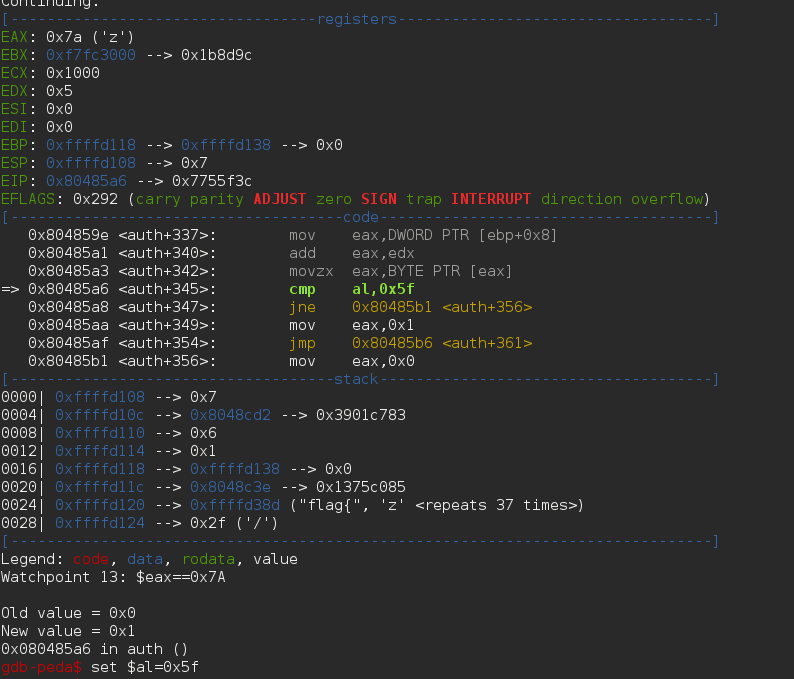 Continuing.
[----------------------------------registers-----------------------------------]
EAX: 0x7a ('z')
EBX: 0xf7fc3000 --> 0x1b8d9c
ECX: 0x1000
EDX: 0x5
ESI: 0x0
EDI: 0x0
EBP: 0xffffd118 --> 0xffffd138 --> 0x0
ESP: 0xffffd108 --> 0x7
EIP: 0x80485a6 --> 0x7755f3c
EFLAGS: 0x292 (carry parity ADJUST zero SIGN trap INTERRUPT direction overflow)
[-------------------------------------code-------------------------------------]
0x804859e <auth+337>: mov eax,DWORD PTR [ebp+0x8]
0x80485a1 <auth+340>: add eax,edx
0x80485a3 <auth+342>: movzx eax,BYTE PTR [eax]
=> 0x80485a6 <auth+345>: cmp al,0x5f
0x80485a8 <auth+347>: jne 0x80485b1 <auth+356>
0x80485aa <auth+349>: mov eax,0x1
0x80485af <auth+354>: jmp 0x80485b6 <auth+361>
0x80485b1 <auth+356>: mov eax,0x0
[------------------------------------stack-------------------------------------]
0000| 0xffffd108 --> 0x7
0004| 0xffffd10c --> 0x8048cd2 --> 0x3901c783
0008| 0xffffd110 --> 0x6
0012| 0xffffd114 --> 0x1
0016| 0xffffd118 --> 0xffffd138 --> 0x0
0020| 0xffffd11c --> 0x8048c3e --> 0x1375c085
0024| 0xffffd120 --> 0xffffd38d ("flag{", 'z' <repeats 37 times>)
0028| 0xffffd124 --> 0x2f ('/')
[------------------------------------------------------------------------------]
Legend: code, data, rodata, value
Watchpoint 13: $eax==0x7A
Old value = 0x0
New value = 0x1
0x080485a6 in auth ()
gdb-peda$ set $al=0x5f